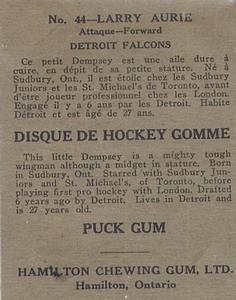 No. 44—LARRY AURIE
Attaque—Forward
DETROIT FALCONS
Ce petit Dempsey est une alle dure à
cuire, en dépit de sa petite stature. Né à
Sudbury, Ont., il est étoile chez les Sudbury
Juniors et les St. Michael's de Toronto, avant
d'être joueur professionel chez les London.
Engagé il y a 6 ans par les Detroit. Habite
Détroit et est âgé de 27 ans.
DISQUE DE HOCKEY GOMME
This little Dempsey is a mighty tough
wingman although a midget in stature. Born
in Sudbury, Ont. Starred with Sudbury Jun-
iors and St. Michael's, of Toronto, before
playing first pro hockey with London. Drafted
6 years ago by Detroit. Lives in Detroit and
is 27 years old.
PUCK GUM
HAMILTON CHEWING GUM, LTD.
Hamilton, Ontario